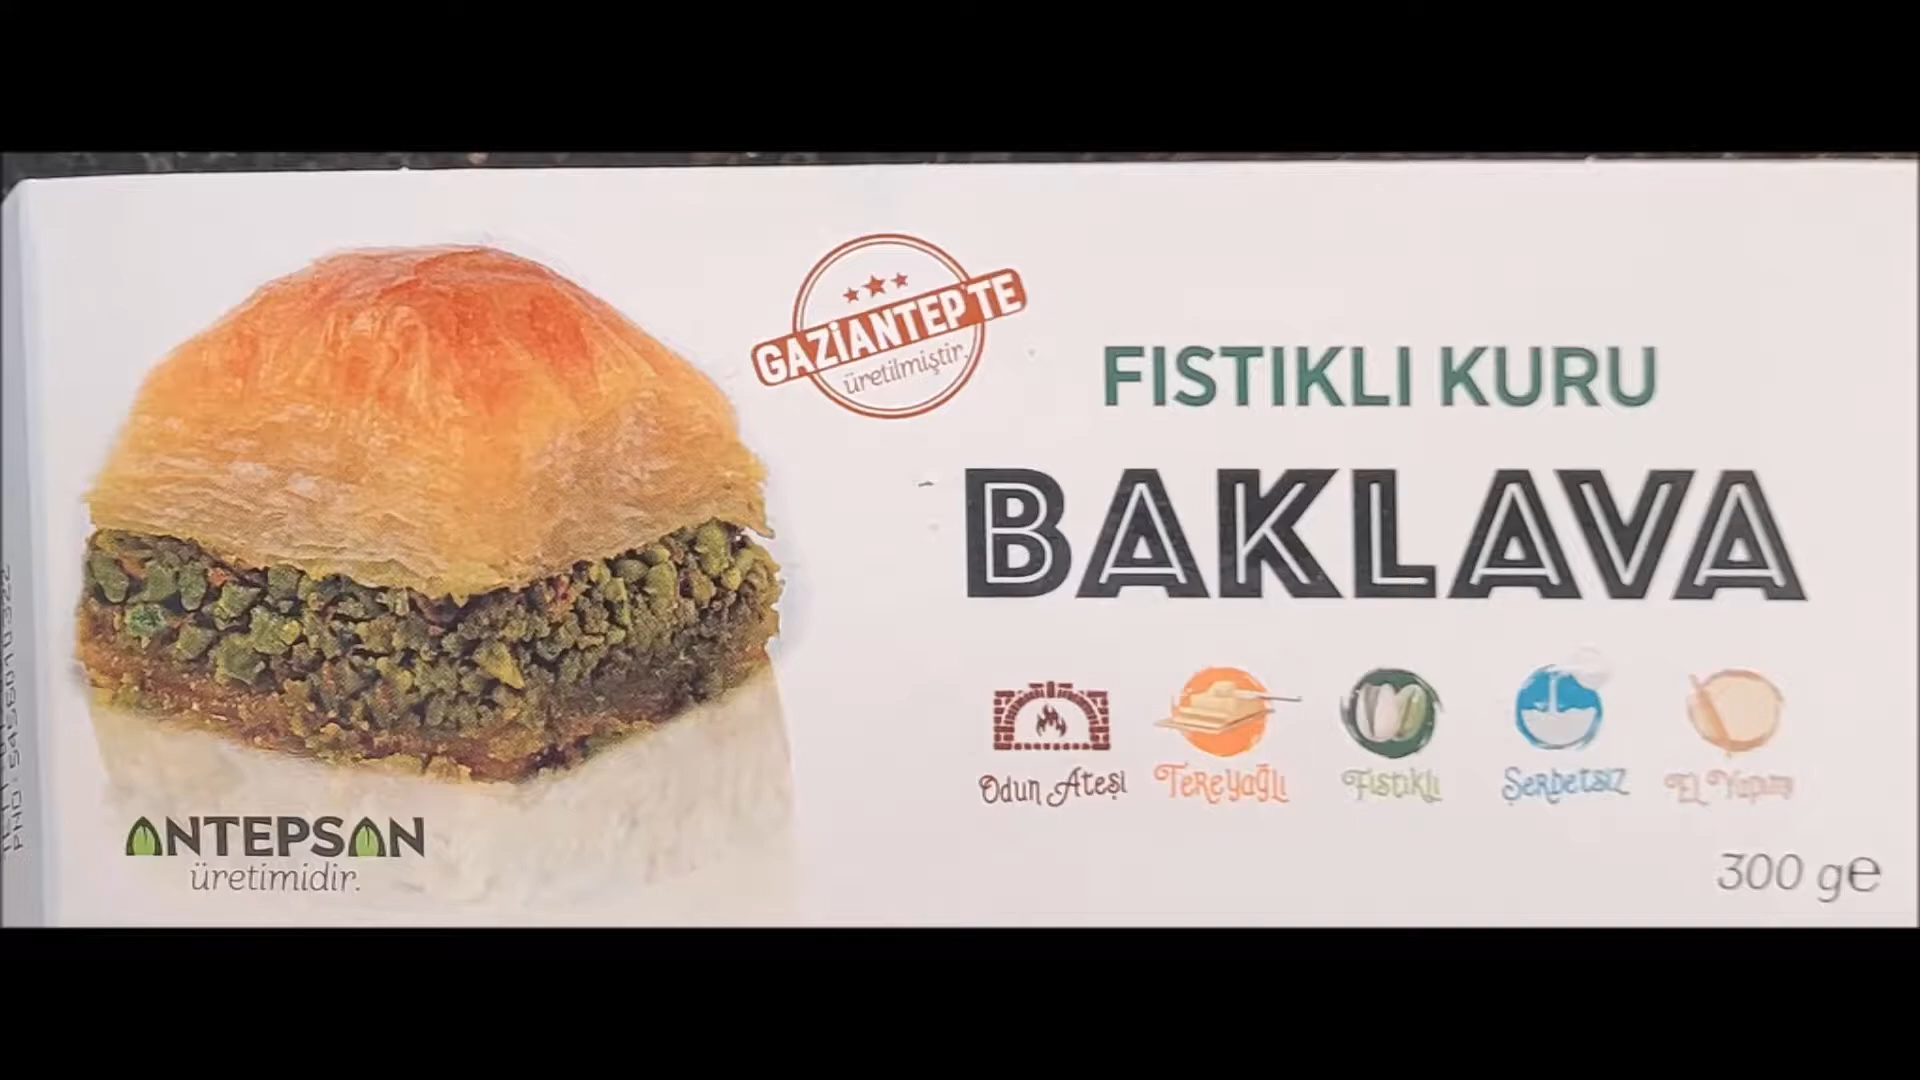 GAZİANTEP'TE
üretilmiştir.
FISTIKLI KURU
BAKLAVA
Odun Ateşi
Tereyağlı
Fıstıklı
Şerbetsiz
El Yapımı
ANTEPSAN
üretimidir.
300 g e